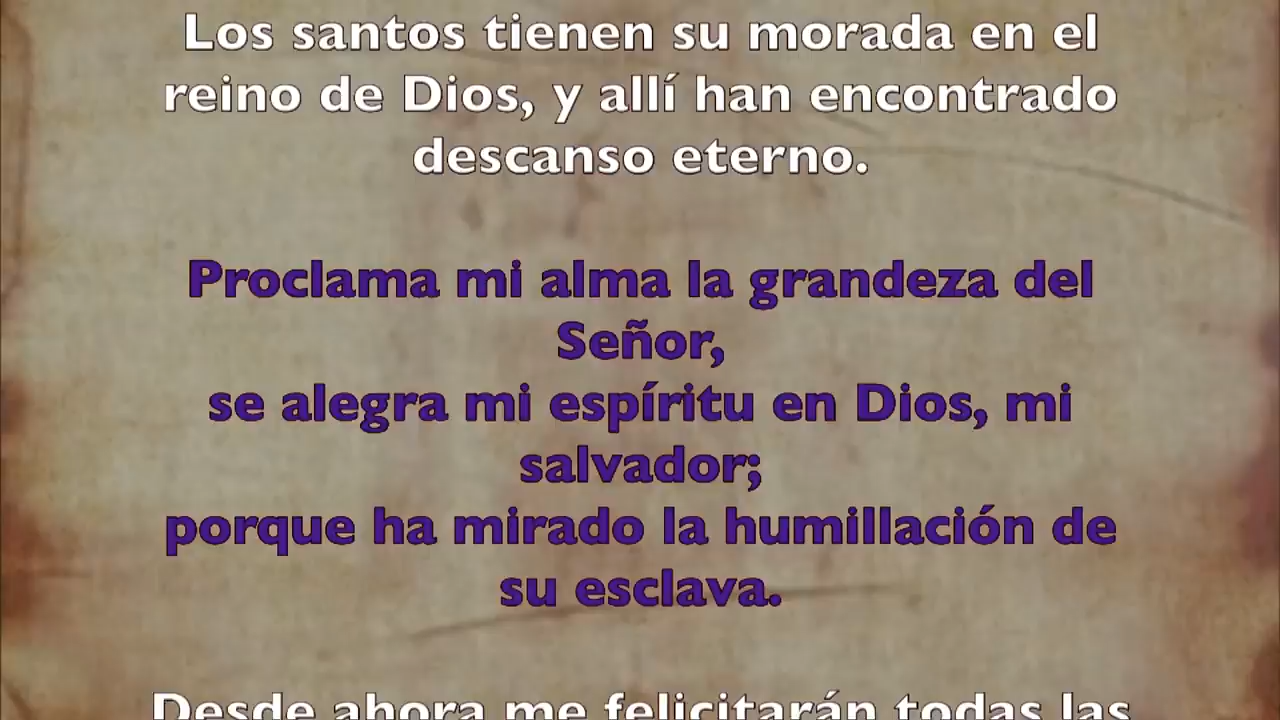 Los santos tienen su morada en el
reino de Dios, y allí han encontrado
descanso eterno.
Proclama mi alma la grandeza del
Señor,
se alegra mi espíritu en Dios, mi
salvador;
porque ha mirado la humillación de
su esclava.
Desde ahora me felicitarán todas las